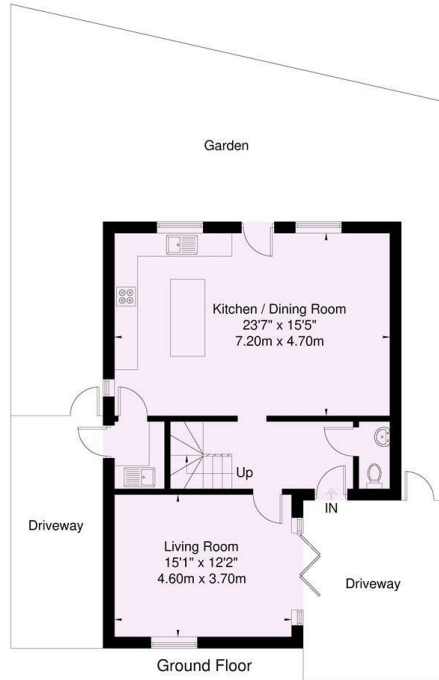 Garden
Kitchen / Dining Room
23'7" x 15'5"
7.20m x 4.70m
Up
IN
Driveway
Living Room
15'1" x 12'2"
4.60m x 3.70m
Driveway
Ground Floor